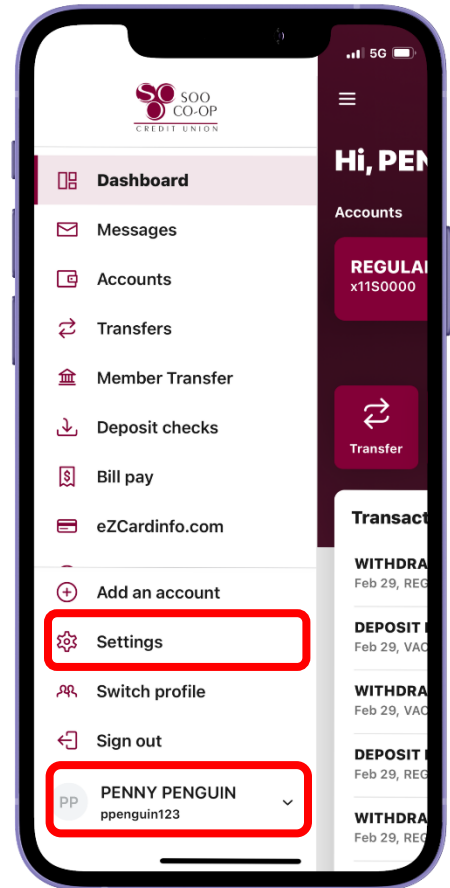 5G
SOO
CO-OP
CREDIT UNION
Hi, PEN
Dashboard
Messages
Accounts
Accounts
REGULAR
x11S0000
Transfers
Member Transfer
Deposit checks
Transfer
Bill pay
eZCardinfo.com
Transact
WITHDRA
Feb 29, REG
Add an account
DEPOSIT
Feb 29, VAC
Settings
Switch profile
WITHDRA
Feb 29, VAC
Sign out
DEPOSIT
Feb 29, REG
PP
PENNY PENGUIN
ppenguin123
WITHDRA
Feb 29, REG